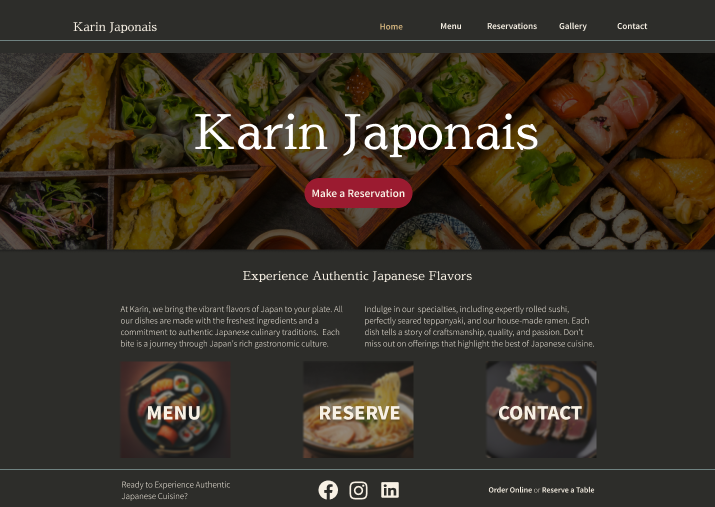 Karin Japonais
Home Menu Reservations Gallery Contact
Karin Japonais
Make a Reservation
Experience Authentic Japanese Flavors
At Karin, we bring the vibrant flavors of Japan to your plate. All
our dishes are made with the freshest ingredients and a
commitment to authentic Japanese culinary traditions.  Each
bite is a journey through Japan's rich gastronomic culture.
Indulge in our  specialties, including expertly rolled sushi,
perfectly seared teppanyaki, and our house-made ramen. Each
dish tells a story of craftsmanship, quality, and passion. Don't
miss out on offerings that highlight the best of Japanese cuisine.
MENU
RESERVE
CONTACT
Ready to Experience Authentic
Japanese Cuisine?
Order Online or Reserve a Table